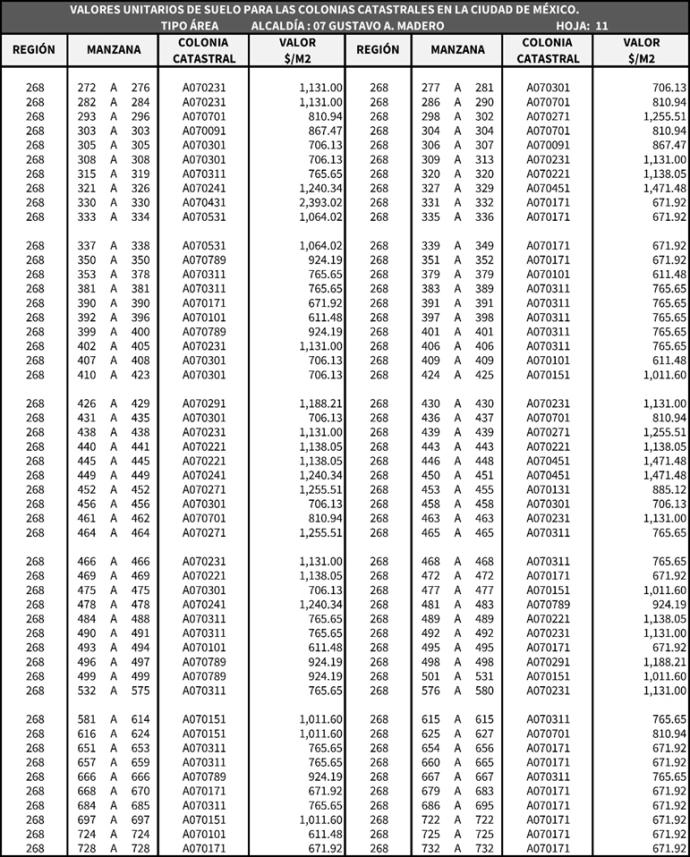 VALORES UNITARIOS DE SUELO PARA LAS COLONIAS CATASTRALES EN LA CIUDAD DE MÉXICO.
TIPO ÁREA ALCALDÍA : 07 GUSTAVO A. MADERO HOJA: 11
REGIÓN MANZANA COLONIA CATASTRAL VALOR $/M2 REGIÓN MANZANA COLONIA CATASTRAL VALOR $/M2
268 272 A 276 A070231 1,131.00 268 277 A 281 A070301 706.13
268 282 A 284 A070231 1,131.00 268 286 A 290 A070701 810.94
268 293 A 296 A070701 810.94 268 298 A 302 A070271 1,255.51
268 303 A 303 A070091 867.47 268 304 A 304 A070701 810.94
268 305 A 305 A070301 706.13 268 306 A 307 A070091 867.47
268 308 A 308 A070301 706.13 268 309 A 313 A070231 1,131.00
268 315 A 319 A070311 765.65 268 320 A 320 A070221 1,138.05
268 321 A 326 A070241 1,240.34 268 327 A 329 A070451 1,471.48
268 330 A 330 A070431 2,393.02 268 331 A 332 A070171 671.92
268 333 A 334 A070531 1,064.02 268 335 A 336 A070171 671.92
268 337 A 338 A070531 1,064.02 268 339 A 349 A070171 671.92
268 350 A 350 A070789 924.19 268 351 A 352 A070171 671.92
268 353 A 378 A070311 765.65 268 379 A 379 A070101 611.48
268 381 A 381 A070311 765.65 268 383 A 389 A070311 765.65
268 390 A 390 A070171 671.92 268 391 A 391 A070311 765.65
268 392 A 396 A070101 611.48 268 397 A 398 A070311 765.65
268 399 A 400 A070789 924.19 268 401 A 401 A070311 765.65
268 402 A 405 A070231 1,131.00 268 406 A 406 A070311 765.65
268 407 A 408 A070301 706.13 268 409 A 409 A070101 611.48
268 410 A 423 A070301 706.13 268 424 A 425 A070151 1,011.60
268 426 A 429 A070291 1,188.21 268 430 A 430 A070231 1,131.00
268 431 A 435 A070301 706.13 268 436 A 437 A070701 810.94
268 438 A 438 A070231 1,131.00 268 439 A 439 A070271 1,255.51
268 440 A 441 A070221 1,138.05 268 443 A 443 A070221 1,138.05
268 445 A 445 A070221 1,138.05 268 446 A 448 A070451 1,471.48
268 449 A 449 A070241 1,240.34 268 450 A 451 A070451 1,471.48
268 452 A 452 A070271 1,255.51 268 453 A 455 A070131 885.12
268 456 A 456 A070301 706.13 268 458 A 458 A070301 706.13
268 461 A 462 A070701 810.94 268 463 A 463 A070231 1,131.00
268 464 A 464 A070271 1,255.51 268 465 A 465 A070311 765.65
268 466 A 466 A070231 1,131.00 268 468 A 468 A070311 765.65
268 469 A 469 A070221 1,138.05 268 472 A 472 A070171 671.92
268 475 A 475 A070301 706.13 268 477 A 477 A070151 1,011.60
268 478 A 478 A070241 1,240.34 268 481 A 483 A070789 924.19
268 484 A 488 A070311 765.65 268 489 A 489 A070221 1,138.05
268 490 A 491 A070311 765.65 268 492 A 492 A070231 1,131.00
268 493 A 494 A070101 611.48 268 495 A 495 A070171 671.92
268 496 A 497 A070789 924.19 268 498 A 498 A070291 1,188.21
268 499 A 499 A070789 924.19 268 501 A 531 A070151 1,011.60
268 532 A 575 A070311 765.65 268 576 A 580 A070231 1,131.00
268 581 A 614 A070151 1,011.60 268 615 A 615 A070311 765.65
268 616 A 624 A070151 1,011.60 268 625 A 627 A070701 810.94
268 651 A 653 A070311 765.65 268 654 A 656 A070171 671.92
268 657 A 659 A070311 765.65 268 660 A 665 A070171 671.92
268 666 A 666 A070789 924.19 268 667 A 667 A070311 765.65
268 668 A 670 A070171 671.92 268 679 A 683 A070171 671.92
268 684 A 685 A070311 765.65 268 686 A 695 A070171 671.92
268 697 A 697 A070151 1,011.60 268 722 A 722 A070171 671.92
268 724 A 724 A070101 611.48 268 725 A 725 A070171 671.92
268 728 A 728 A070171 671.92 268 732 A 732 A070171 671.92